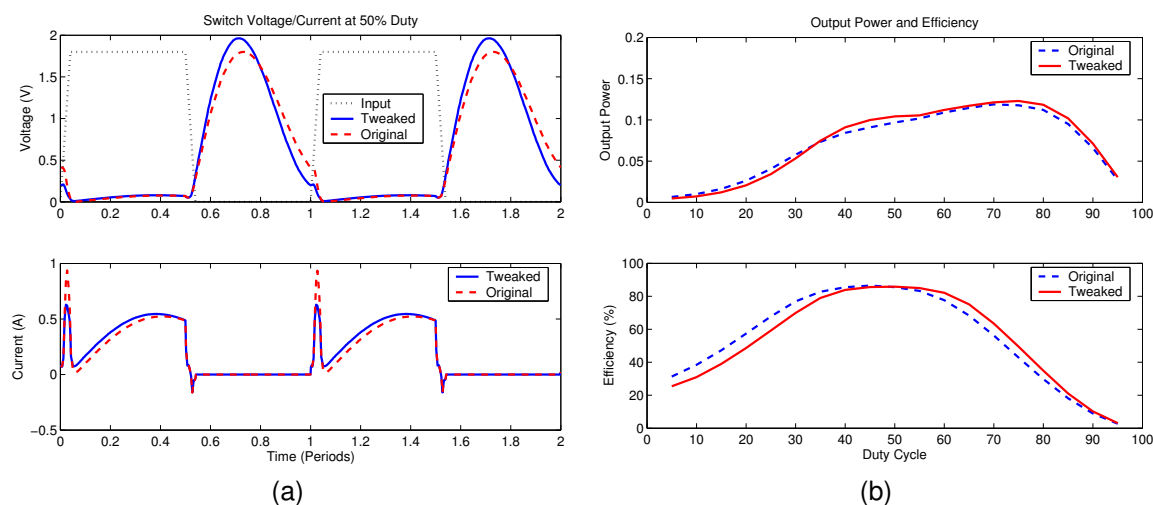 Switch Voltage/Current at 50% Duty
Voltage (V)
2
1.5
1
0.5
0
Input
Tweaked
Original
0 0.2 0.4 0.6 0.8 1 1.2 1.4 1.6 1.8 2
Current (A)
1
0.5
0
−0.5
Tweaked
Original
0 0.2 0.4 0.6 0.8 1 1.2 1.4 1.6 1.8 2
Time (Periods)
(a)
Output Power and Efficiency
Output Power
0.2
0.15
0.1
0.05
0
Original
Tweaked
0 10 20 30 40 50 60 70 80 90 100
Efficiency (%)
100
80
60
40
20
0
Original
Tweaked
0 10 20 30 40 50 60 70 80 90 100
Duty Cycle
(b)